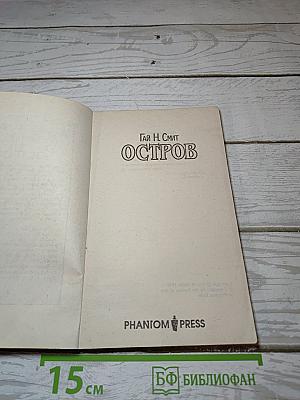 Гай Н. Смит
ОСТРОВ
PHANTOM PRESS
15 см
БФ БИБЛИОФАН